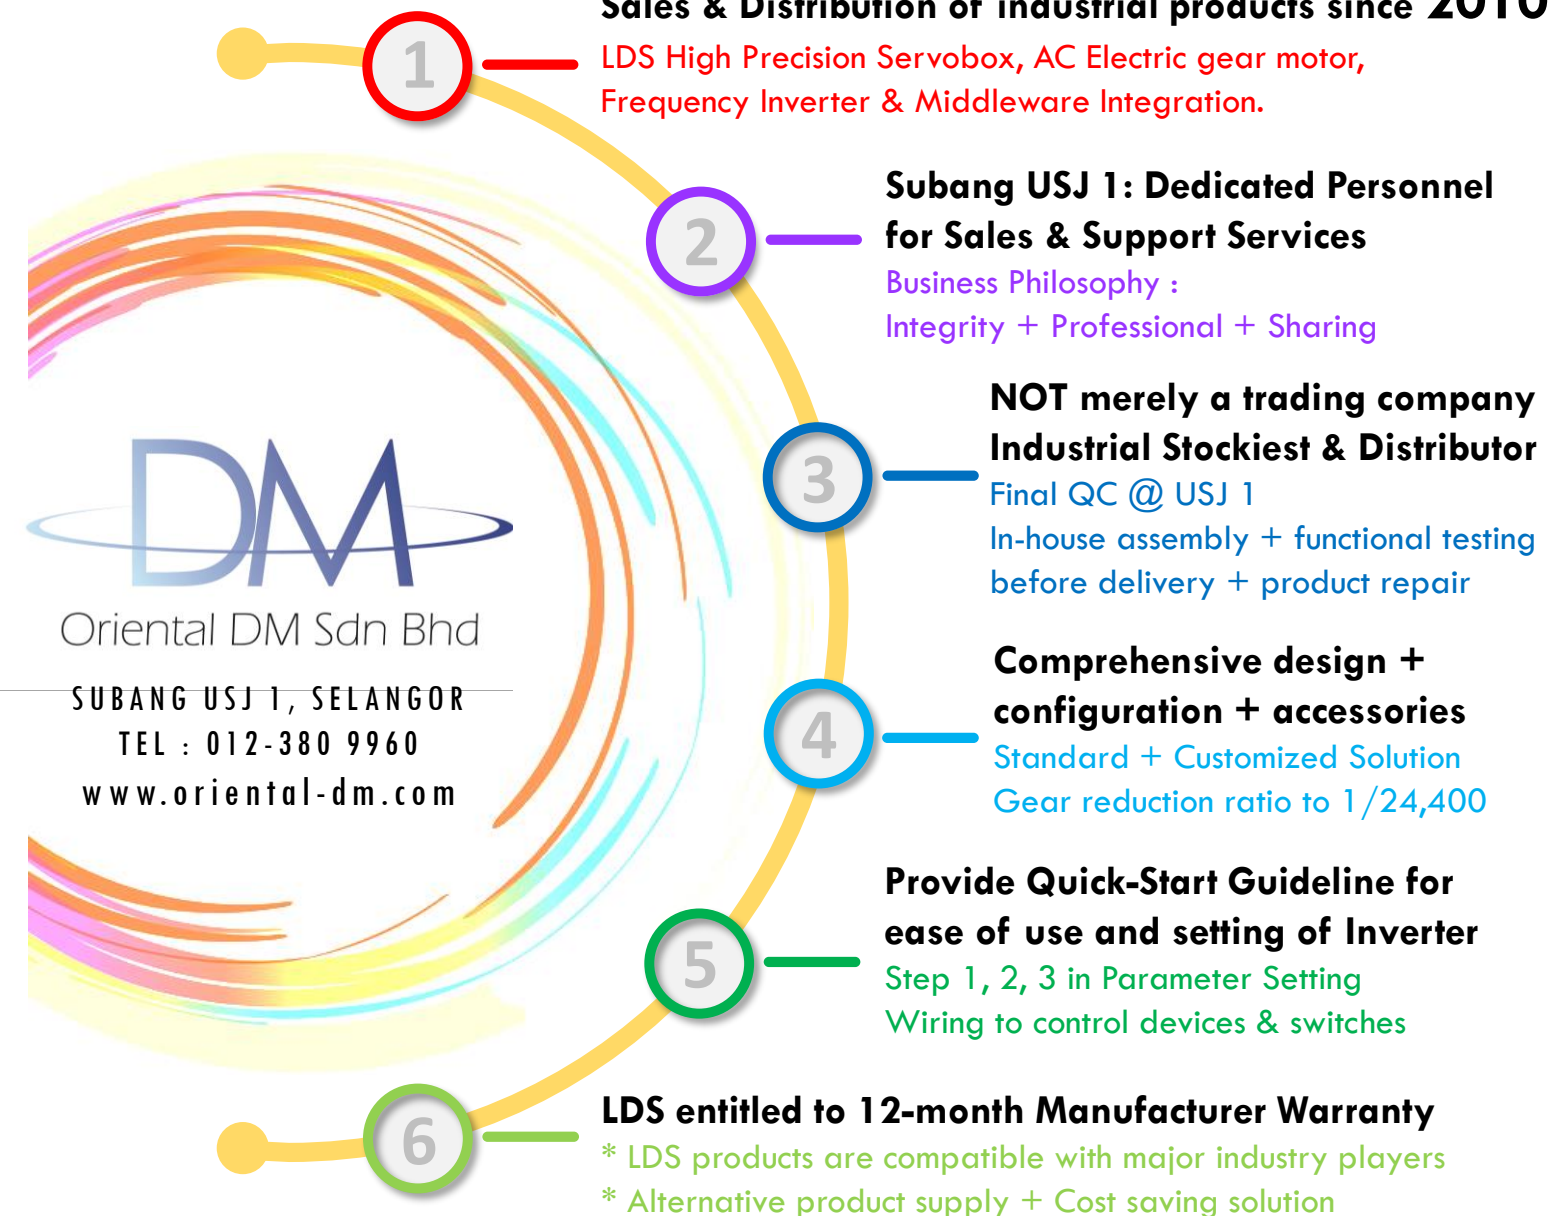 Sales & Distribution of industrial products since 2010
1
LDS High Precision Servobox, AC Electric gear motor,
Frequency Inverter & Middleware Integration.
2
Subang USJ 1: Dedicated Personnel
for Sales & Support Services
Business Philosophy :
Integrity + Professional + Sharing
3
NOT merely a trading company
Industrial Stockiest & Distributor
Final QC @ USJ 1
In-house assembly + functional testing
before delivery + product repair
DM
Oriental DM Sdn Bhd
SUBANG USJ 1, SELANGOR
TEL : 012-380 9960
www.oriental-dm.com
4
Comprehensive design +
configuration + accessories
Standard + Customized Solution
Gear reduction ratio to 1/24,400
5
Provide Quick-Start Guideline for
ease of use and setting of Inverter
Step 1, 2, 3 in Parameter Setting
Wiring to control devices & switches
6
LDS entitled to 12-month Manufacturer Warranty
* LDS products are compatible with major industry players
* Alternative product supply + Cost saving solution